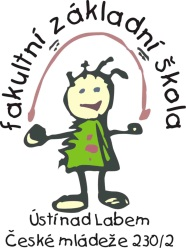 fakultní základní škola
Ústí nad Labem
České mládeže 230/2